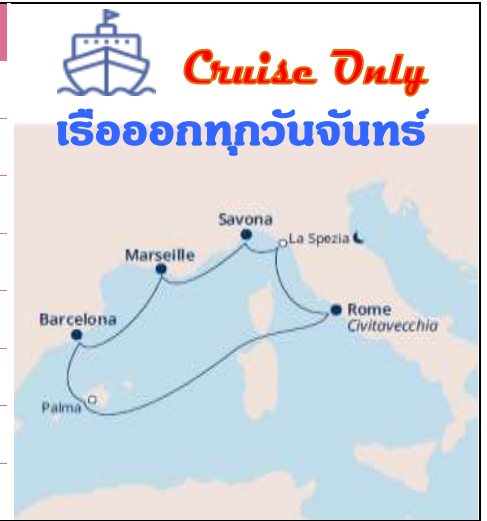 Cruise Only
เรือออกทุกวันจันทร์
Savona
La Spezia
Marseille
Rome
Civitavecchia
Barcelona
Palma